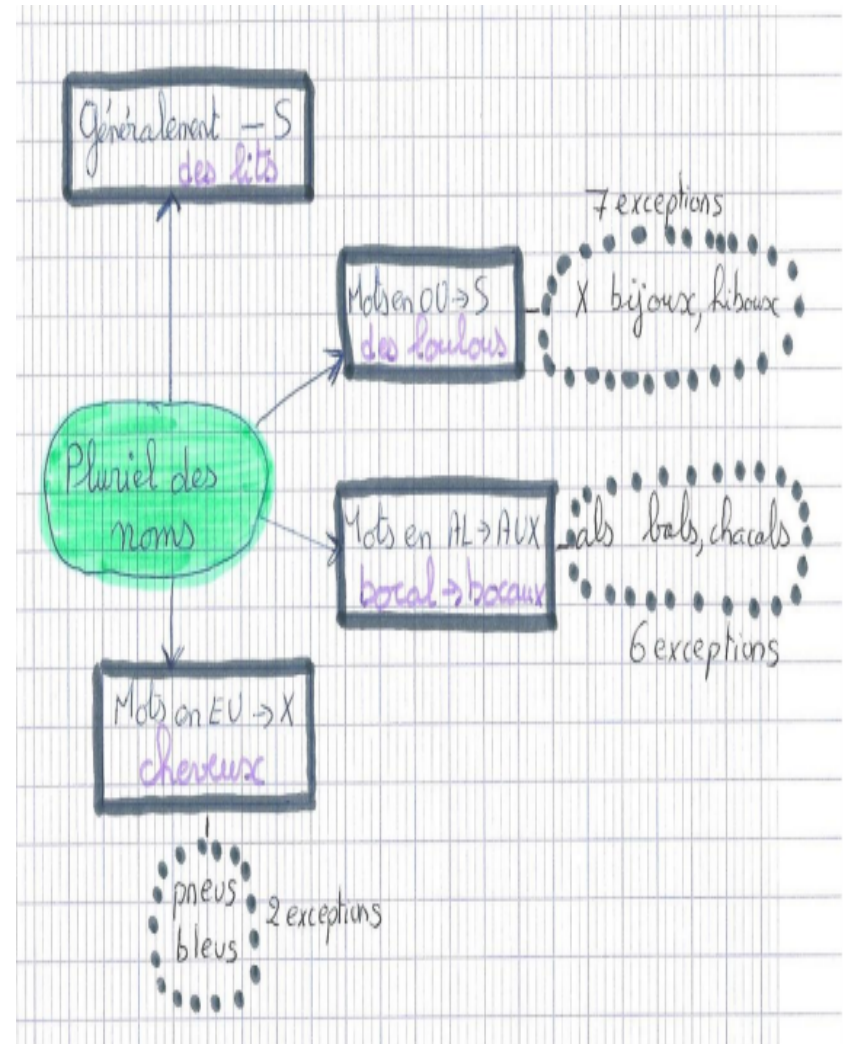 Généralement - S
des lits
7 exceptions
Mots en OU → S
des loulous
X bijoux, hiboux
Pluriel des
noms
Mots en AL → AUX
bocal → bocaux
als bals, chacals
6 exceptions
Mots en EU → X
cheveux
pneus
bleus
2 exceptions